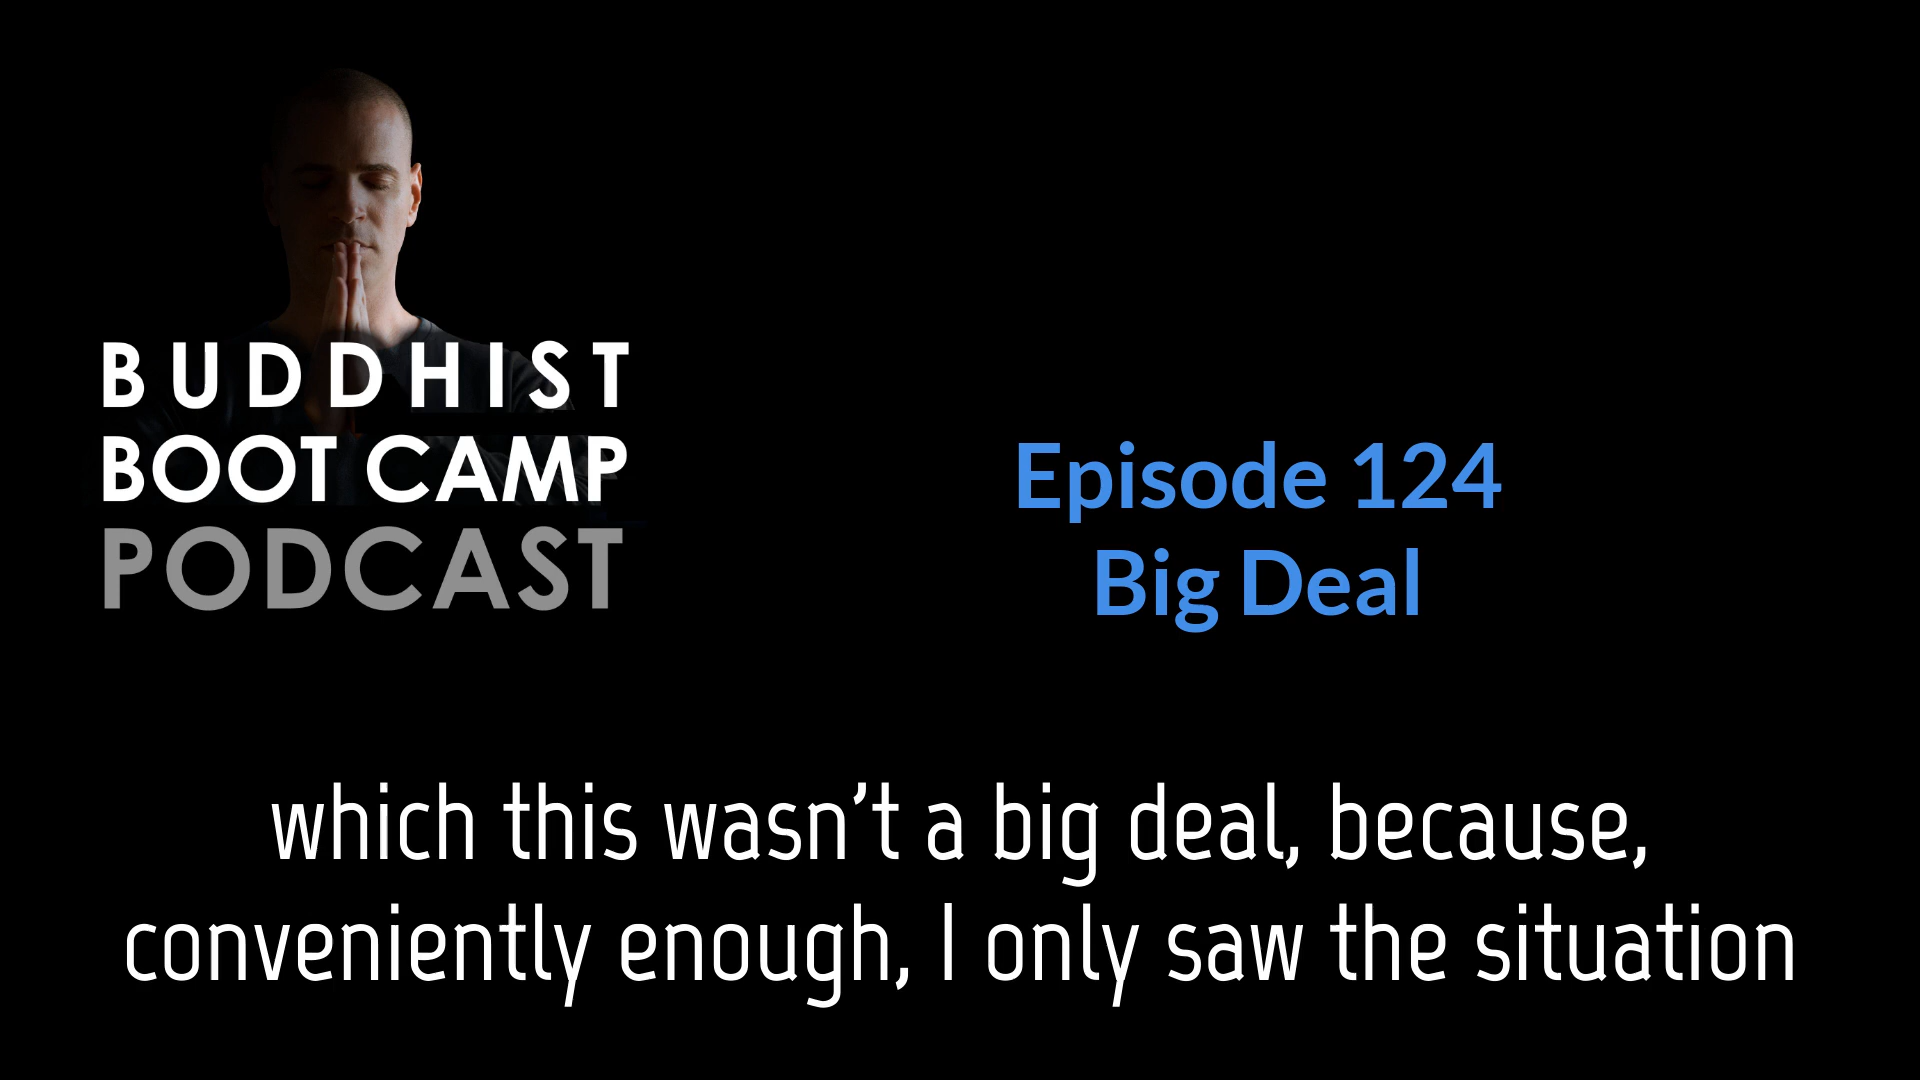 BUDDHIST
BOOT CAMP
PODCAST
Episode 124
Big Deal
which this wasn’t a big deal, because,
conveniently enough, I only saw the situation